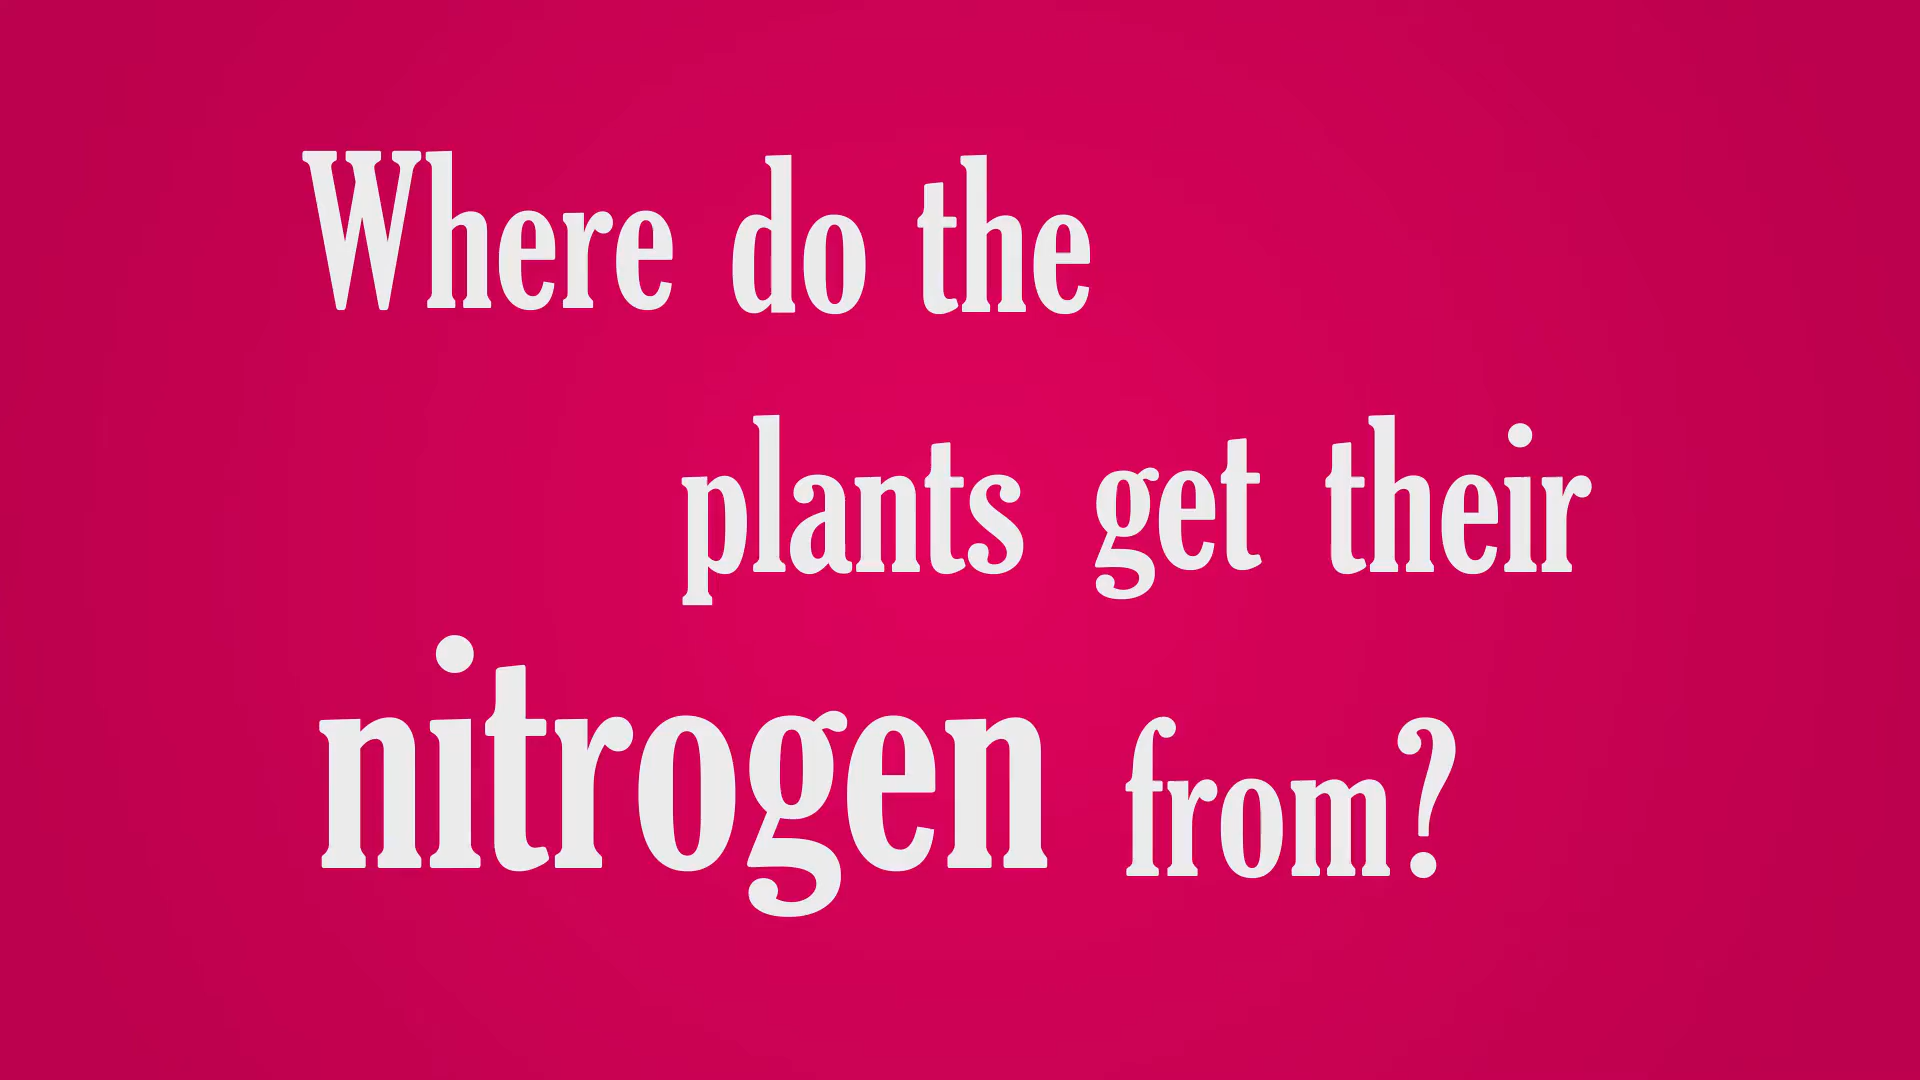 Where do the
plants get their
nitrogen from?